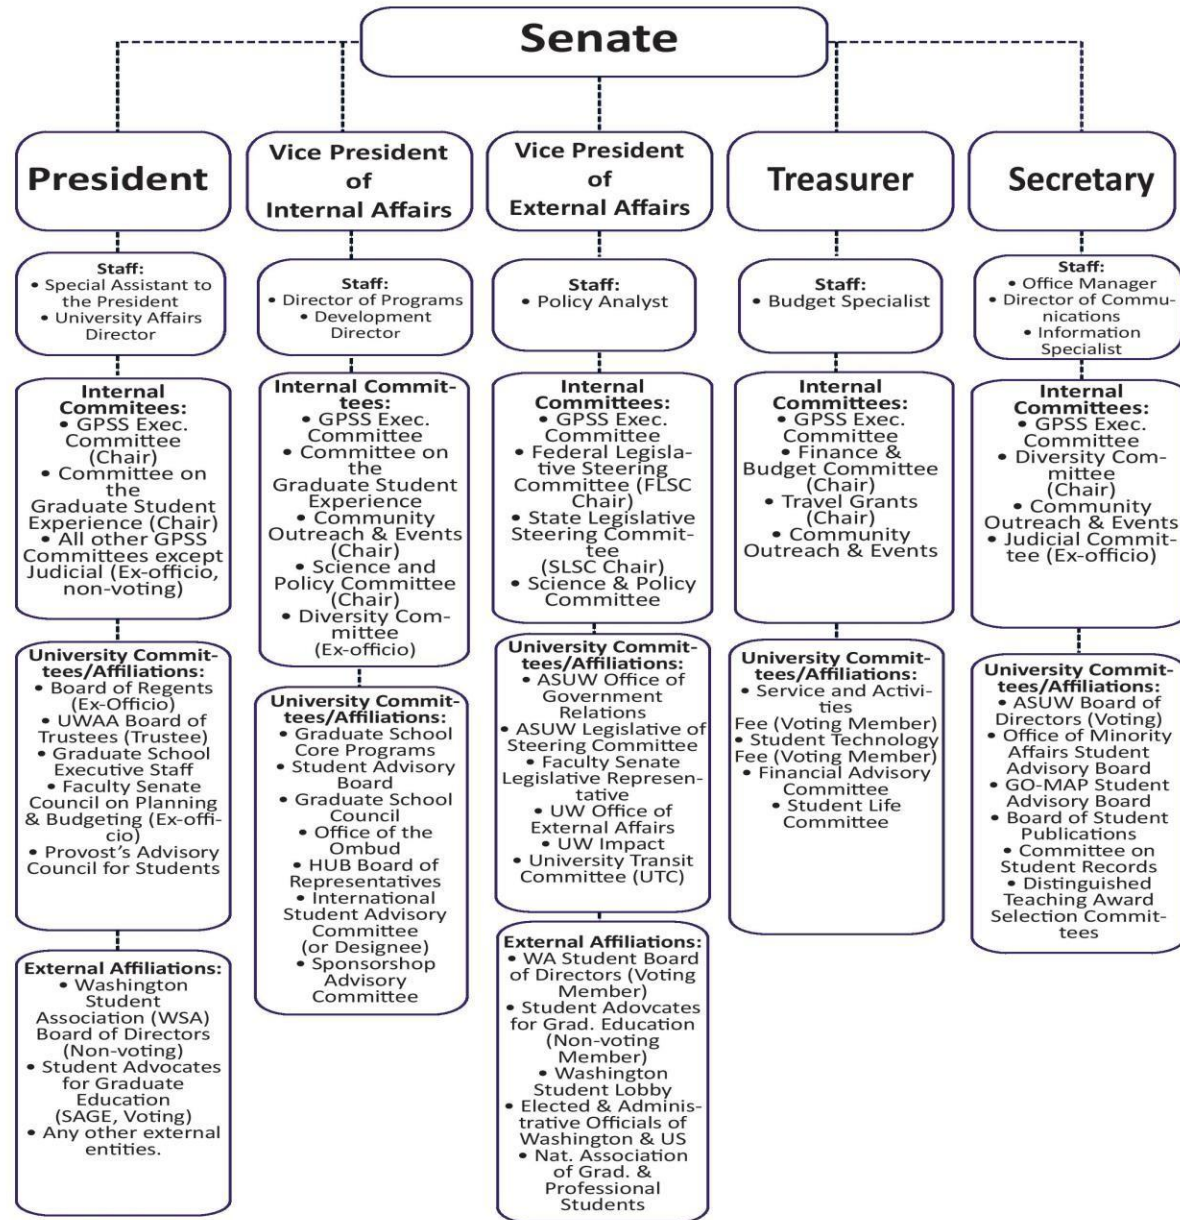 Senate
President
Staff:
• Special Assistant to
the President
• University Affairs
Director
Internal
Commitees:
• GPSS Exec.
Committee
(Chair)
• Committee on
the
Graduate Student
Experience (Chair)
• All other GPSS
Committees except
Judicial (Ex-officio,
non-voting)
University Commit-
tees/Affiliations:
• Board of Regents
(Ex-Officio)
• UWAA Board of
Trustees (Trustee)
• Graduate School
Executive Staff
• Faculty Senate
Council on Planning
& Budgeting (Ex-offi-
cio)
• Provost’s Advisory
Council for Students
External Affiliations:
• Washington
Student
Association (WSA)
Board of Directors
(Non-voting)
• Student Advocates
for Graduate
Education
(SAGE, Voting)
• Any other external
entities.
Vice President
of
Internal Affairs
Staff:
• Director of Programs
• Development
Director
Internal Commit-
tees:
• GPSS Exec.
Committee
• Committee on
the
Graduate Student
Experience
• Community
Outreach & Events
(Chair)
• Science and
Policy Committee
(Chair)
• Diversity Com-
mittee
(Ex-officio)
University Commit-
tees/Affiliations:
• Graduate School
Core Programs
• Student Advisory
Board
• Graduate School
Council
• Office of the
Ombud
• HUB Board of
Representatives
• International
Student Advisory
Committee
(or Designee)
• Sponsorshop
Advisory
Committee
Vice President
of
External Affairs
Staff:
• Policy Analyst
Internal
Committees:
• GPSS Exec.
Committee
• Federal Legisla-
tive Steering
Committee (FLSC
Chair)
• State Legislative
Steering Commit-
tee
(SLSC Chair)
• Science & Policy
Committee
University Commit-
tees/Affiliations:
• ASUW Office of
Government
Relations
• ASUW Legislative of
Steering Committee
• Faculty Senate
Legislative Represen-
tative
• UW Office of
External Affairs
• UW Impact
• University Transit
Committee (UTC)
External Affiliations:
• WA Student Board
of Directors (Voting
Member)
• Student Adovcates
for Grad. Education
(Non-voting
Member)
• Washington
Student Lobby
• Elected & Adminis-
trative Officials of
Washington & US
• Nat. Association
of Grad. &
Professional
Students
Treasurer
Staff:
• Budget Specialist
Internal
Committees:
• GPSS Exec.
Committee
• Finance &
Budget Committee
(Chair)
• Travel Grants
(Chair)
• Community
Outreach & Events
University Commit-
tees/Affiliations:
• Service and Activi-
ties
Fee (Voting Member)
• Student Technology
Fee (Voting Member)
• Financial Advisory
Committee
• Student Life
Committee
Secretary
Staff:
• Office Manager
• Director of Commu-
nications
• Information
Specialist
Internal
Committees:
• GPSS Exec.
Committee
• Diversity Com-
mittee
(Chair)
• Community
Outreach & Events
• Judicial Commit-
tee (Ex-officio)
University Commit-
tees/Affiliations:
• ASUW Board of
Directors (Voting)
• Office of Minority
Affairs Student
Advisory Board
• GO-MAP Student
Advisory Board
• Board of Student
Publications
• Committee on
Student Records
• Distinguished
Teaching Award
Selection Commit-
tees